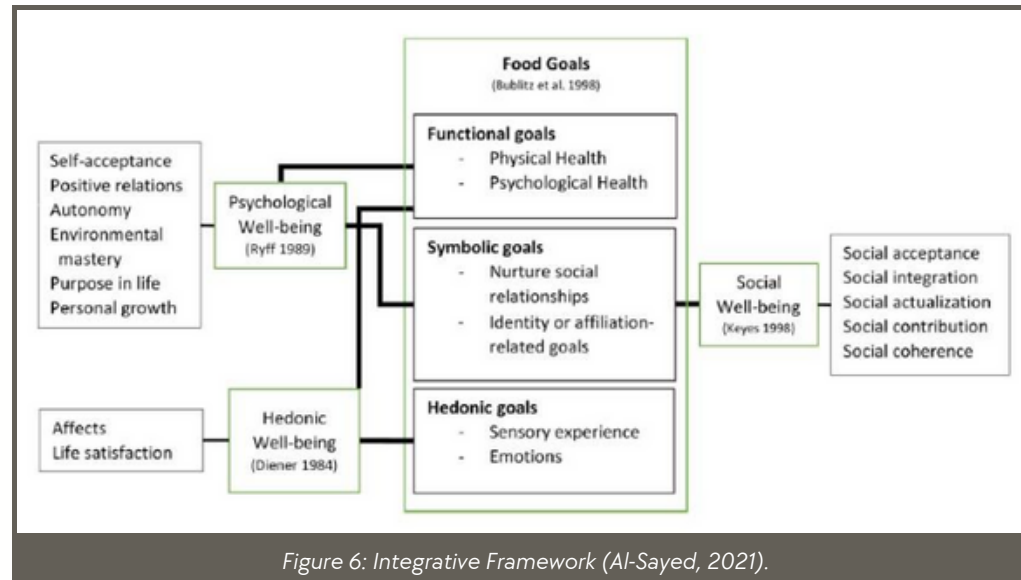 Food Goals
(Bublitz et al. 1998)
Functional goals
- Physical Health
- Psychological Health
Self-acceptance
Positive relations
Autonomy
Environmental
mastery
Purpose in life
Personal growth
Psychological
Well-being
(Ryff 1989)
Symbolic goals
- Nurture social
relationships
- Identity or affiliation-
related goals
Social
Well-being
(Keyes 1998)
Social acceptance
Social integration
Social actualization
Social contribution
Social coherence
Affects
Life satisfaction
Hedonic
Well-being
(Diener 1984)
Hedonic goals
- Sensory experience
- Emotions
Figure 6: Integrative Framework (Al-Sayed, 2021).